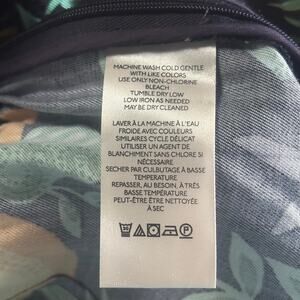 MACHINE WASH COLD GENTLE
WITH LIKE COLORS
USE ONLY NON-CHLORINE
BLEACH
TUMBLE DRY LOW
LOW IRON AS NEEDED
MAY BE DRY CLEANED
LAVER À LA MACHINE À L'EAU
FROIDE AVEC COULEURS
SIMILAIRES CYCLE DÉLICAT
UTILISER UN AGENT DE
BLANCHIMENT SANS CHLORE SI
NÉCESSAIRE
SECHER PAR CULBUTAGE À BASSE
TEMPERATURE
REPASSER, AU BESOIN, À TRÈS
BASSE TEMPÉRATURE
PEUT-ÊTRE ÊTRE NETTOYÉE
À SEC
P